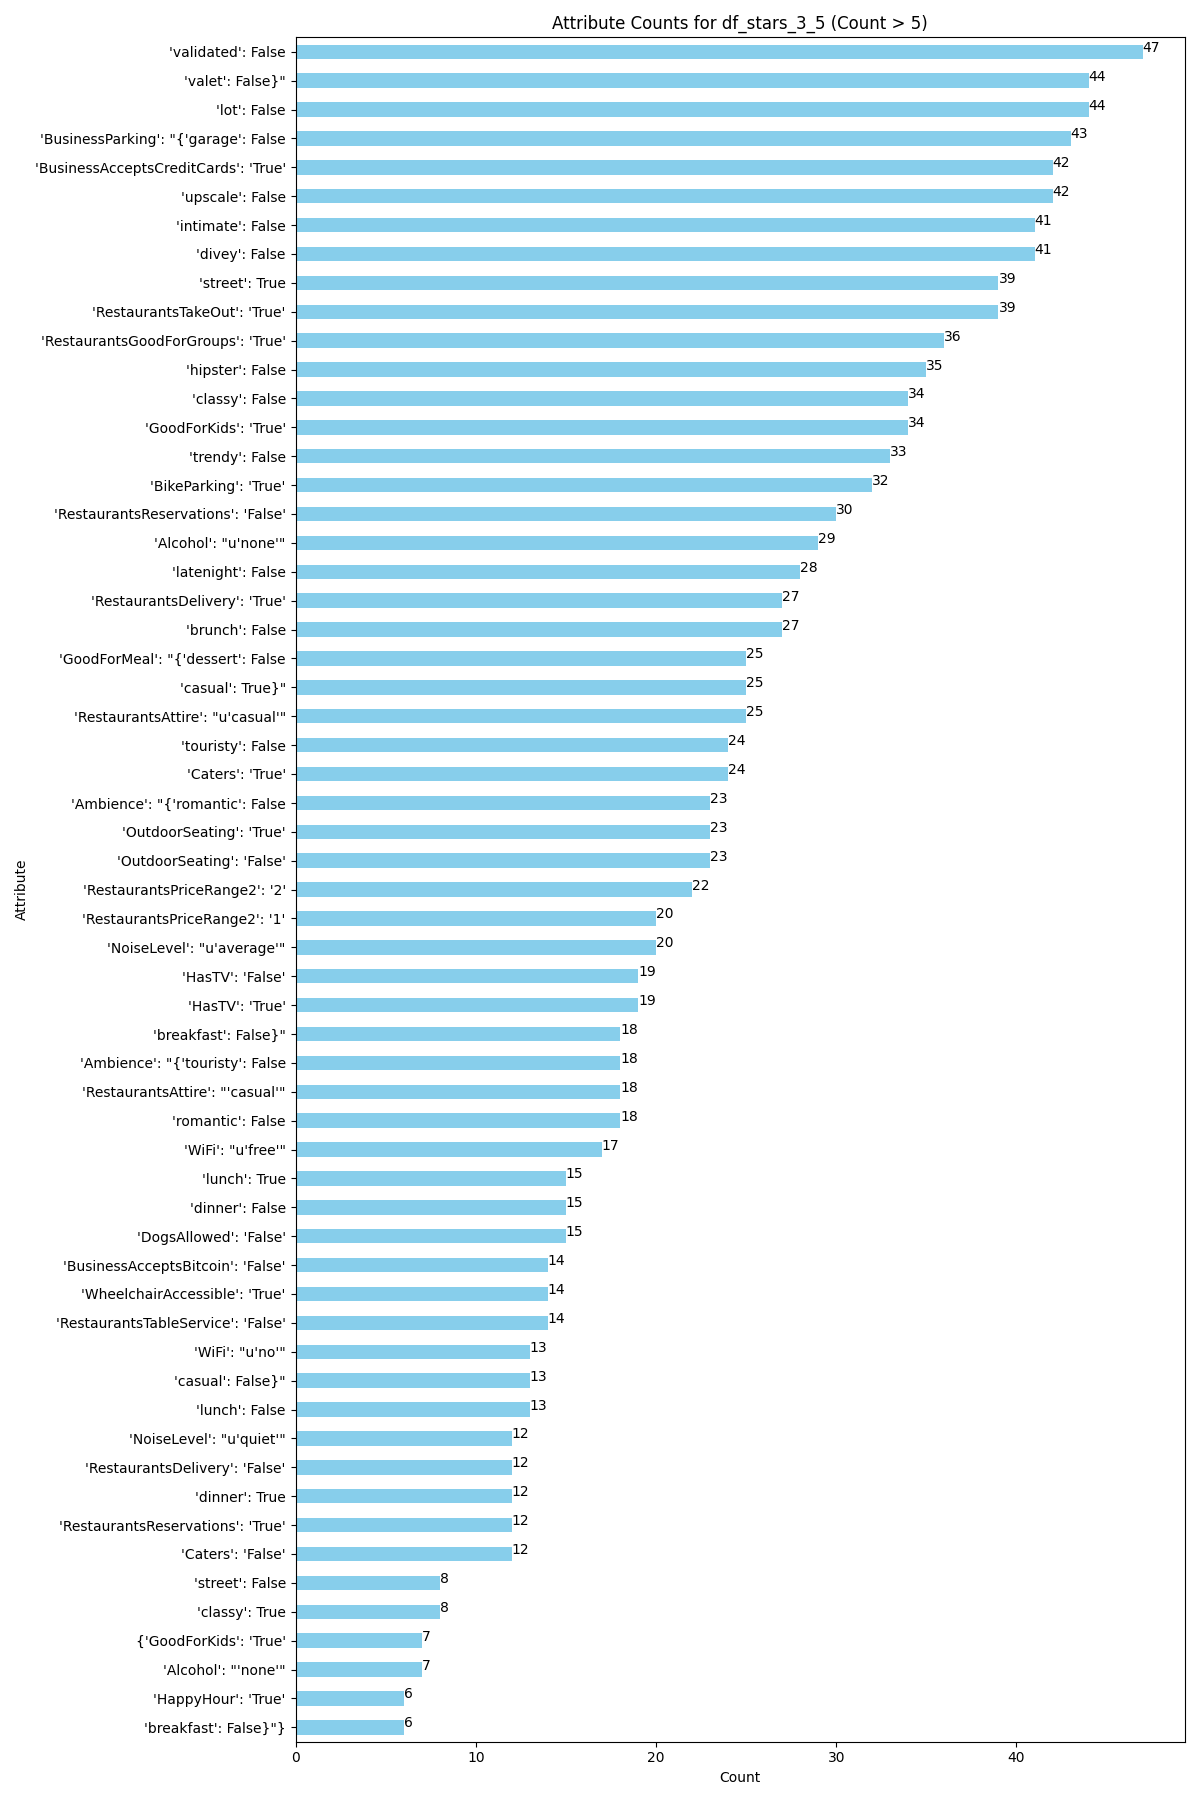 Attribute Counts for df_stars_3_5 (Count > 5)
'validated': False 47
'valet': False}" 44
'lot': False 44
'BusinessParking': "{'garage': False 43
'BusinessAcceptsCreditCards': 'True' 42
'upscale': False 42
'intimate': False 41
'divey': False 41
'street': True 39
'RestaurantsTakeOut': 'True' 39
'RestaurantsGoodForGroups': 'True' 36
'hipster': False 35
'classy': False 34
'GoodForKids': 'True' 34
'trendy': False 33
'BikeParking': 'True' 32
'RestaurantsReservations': 'False' 30
'Alcohol': "u'none'" 29
'latenight': False 28
'RestaurantsDelivery': 'True' 27
'brunch': False 27
'GoodForMeal': "{'dessert': False 25
'casual': True}" 25
'RestaurantsAttire': "u'casual'" 25
'touristy': False 24
'Caters': 'True' 24
'Ambience': "{'romantic': False 23
'OutdoorSeating': 'True' 23
'OutdoorSeating': 'False' 23
'RestaurantsPriceRange2': '2' 22
'RestaurantsPriceRange2': '1' 20
'NoiseLevel': "u'average'" 20
'HasTV': 'False' 19
'HasTV': 'True' 19
'breakfast': False}" 18
'Ambience': "{'touristy': False 18
'RestaurantsAttire': "'casual'" 18
'romantic': False 18
'WiFi': "u'free'" 17
'lunch': True 15
'dinner': False 15
'DogsAllowed': 'False' 15
'BusinessAcceptsBitcoin': 'False' 14
'WheelchairAccessible': 'True' 14
'RestaurantsTableService': 'False' 14
'WiFi': "u'no'" 13
'casual': False}" 13
'lunch': False 13
'NoiseLevel': "u'quiet'" 12
'RestaurantsDelivery': 'False' 12
'dinner': True 12
'RestaurantsReservations': 'True' 12
'Caters': 'False' 12
'street': False 8
'classy': True 8
{'GoodForKids': 'True' 7
'Alcohol': "'none'" 7
'HappyHour': 'True' 6
'breakfast': False}"} 6
Attribute
0 10 20 30 40
Count